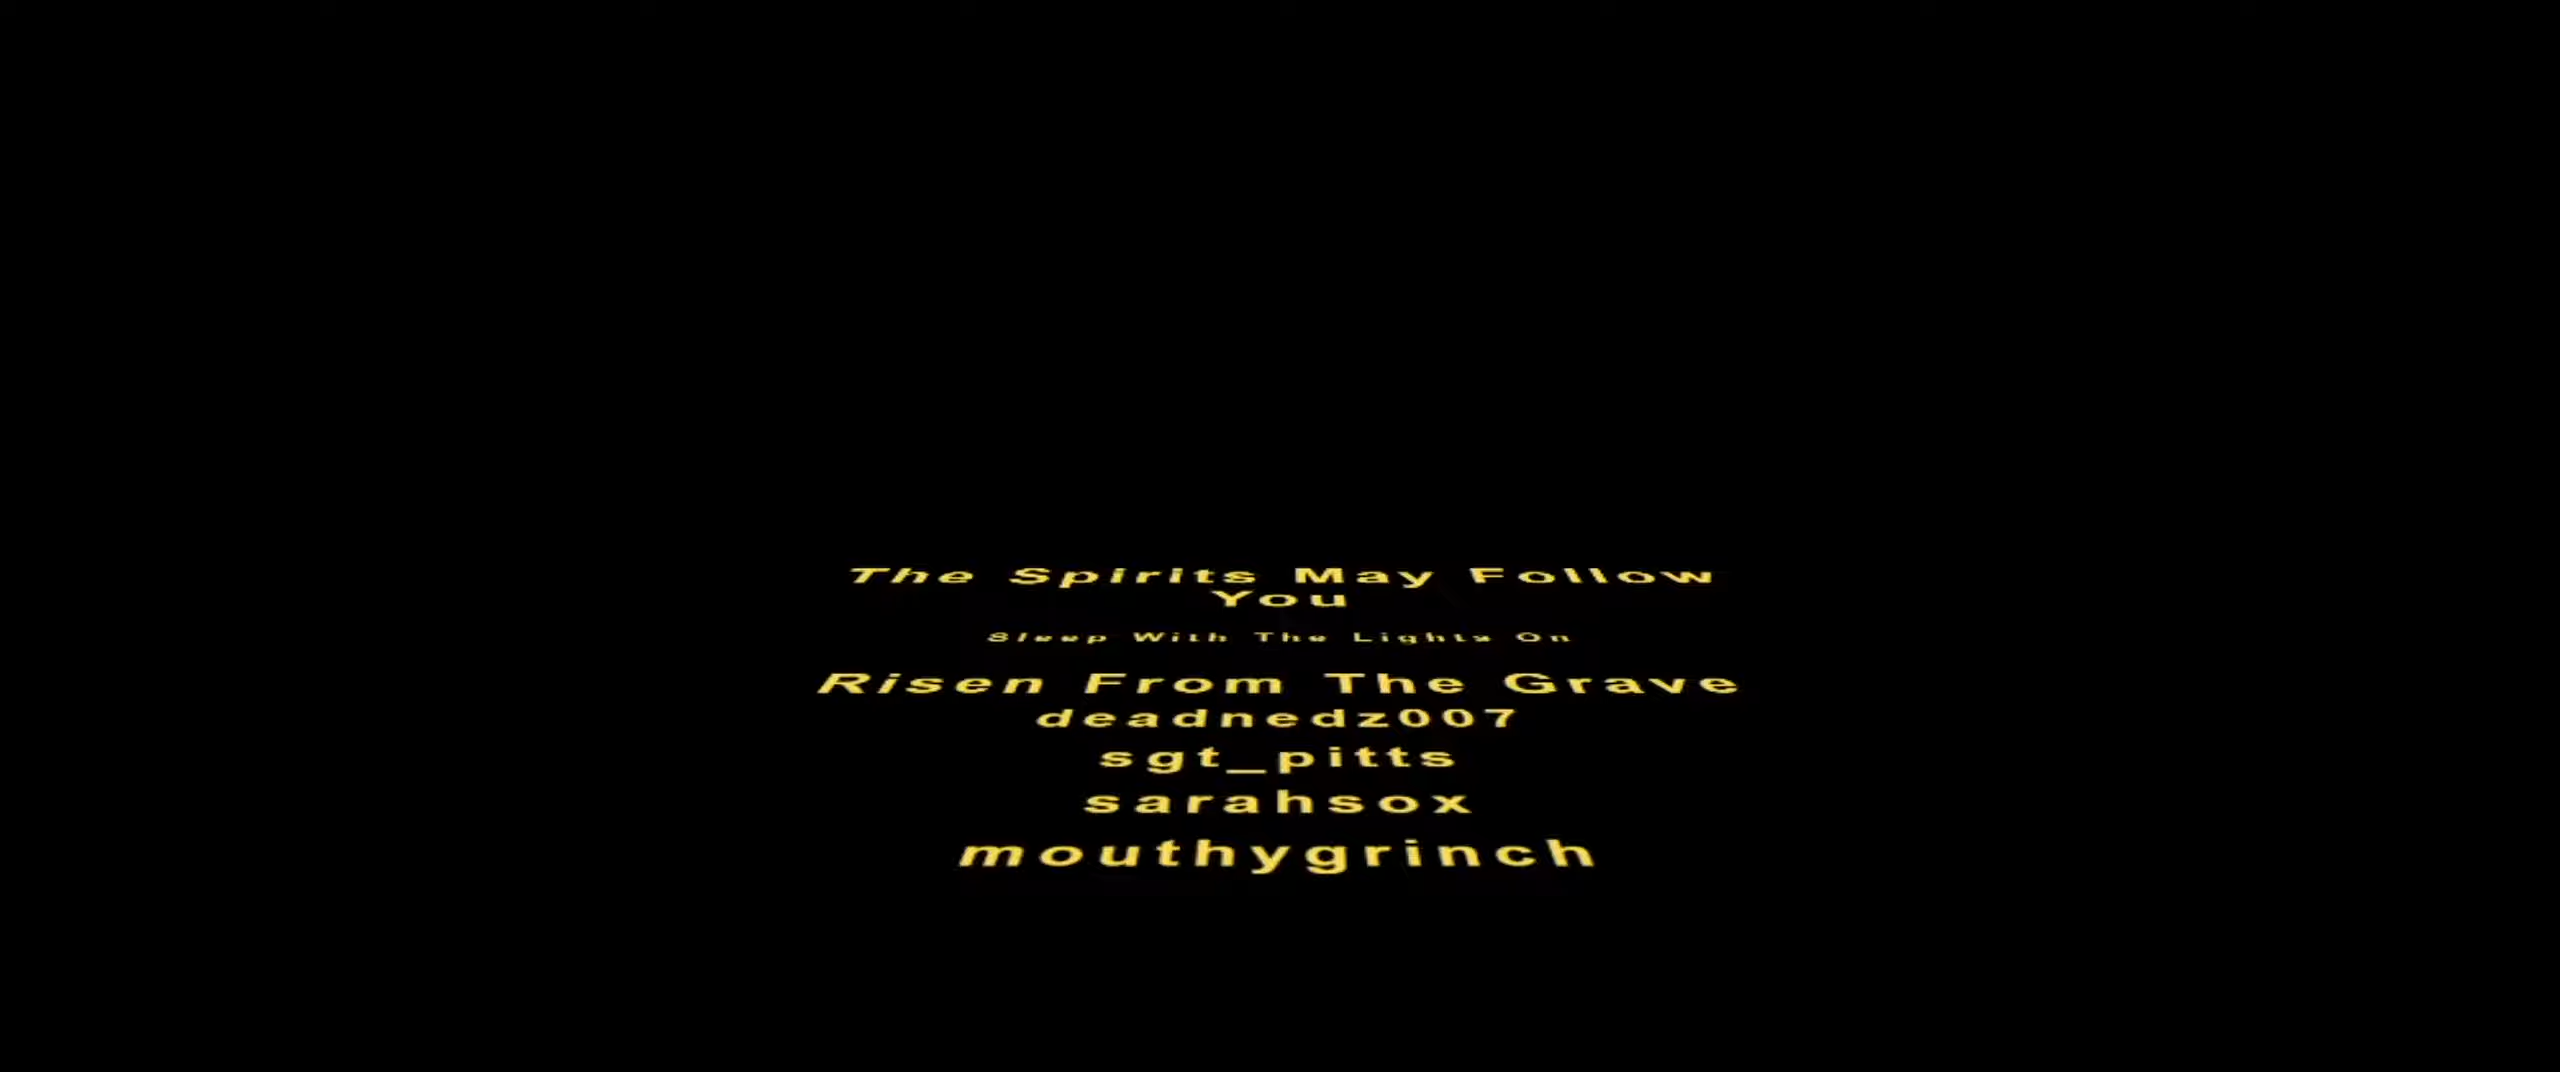 The Spirits May Follow
You
Sleep With The Lights On
Risen From The Grave
deadnedz007
sgt_pitts
sarahsox
mouthygrinch